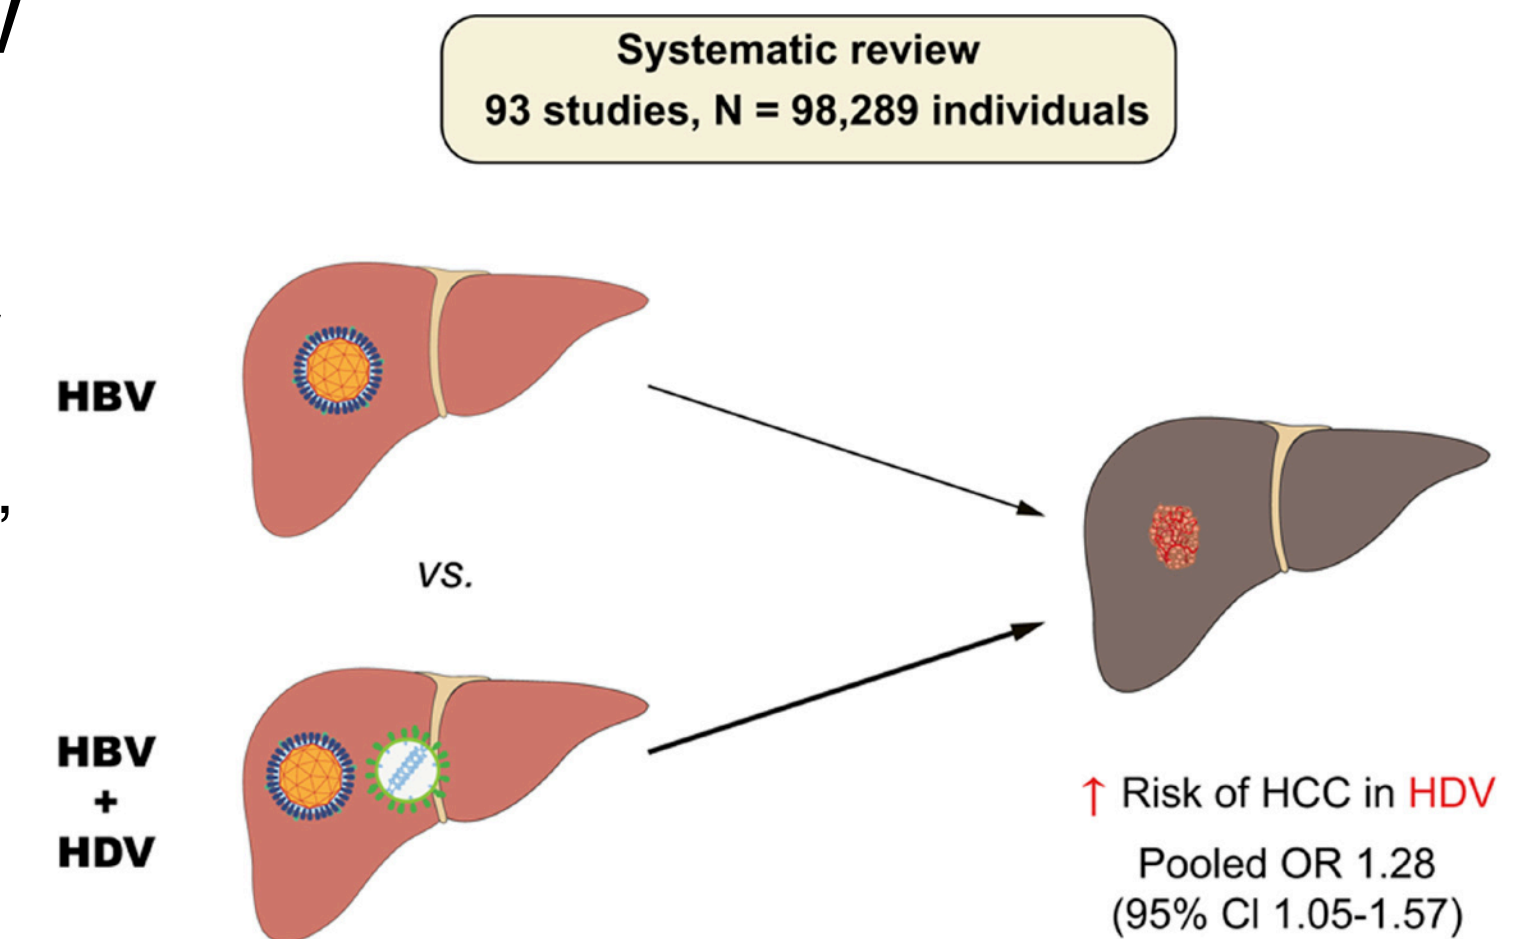 Systematic review
93 studies, N = 98,289 individuals
HBV
vs.
HBV
+
HDV
↑ Risk of HCC in HDV
Pooled OR 1.28
(95% CI 1.05-1.57)